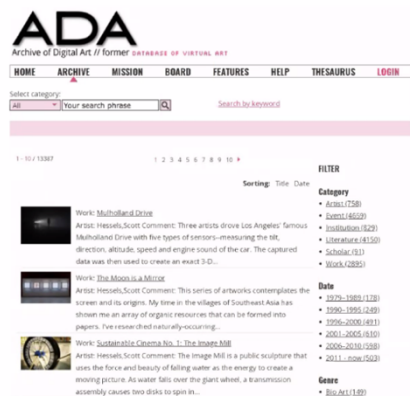 ADA
Archive of Digital Art // former DATABASE OF VIRTUAL ART
HOME ARCHIVE MISSION BOARD FEATURES HELP THESAURUS LOGIN
Select category:
All Your search phrase Search by keyword
1 - 10 / 13367
1 2 3 4 5 6 7 8 9 10
Sorting: Title Date
Work: Mulholland Drive
Artist: Hessels,Scott Comment: Three artists drove Los Angeles' famous
Mulholland Drive with five types of sensors–measuring the tilt,
direction, altitude, speed and engine sound of the car. The captured
data was then used to create an exact 3-D...
Work: The Moon is a Mirror
Artist: Hessels,Scott Comment: This series of artworks contemplates the
screen and its origins. My time in the villages of Southeast Asia has
shown me an array of organic resources that can be formed into
papers. I've researched naturally-occurring...
Work: Sustainable Cinema No. 1: The Image Mill
Artist: Hessels,Scott Comment: The Image Mill is a public sculpture that
uses the force and beauty of falling water as the energy to create a
moving picture. As water falls over the giant wheel, a transmission
assembly causes two disks to spin in...
FILTER
Category
Artist (758)
Event (4659)
Institution (829)
Literature (4150)
Scholar (91)
Work (2895)
Date
1979–1989 (178)
1990–1995 (249)
1996–2000 (491)
2001–2005 (610)
2006–2010 (598)
2011 - now (503)
Genre
Bio Art (149)